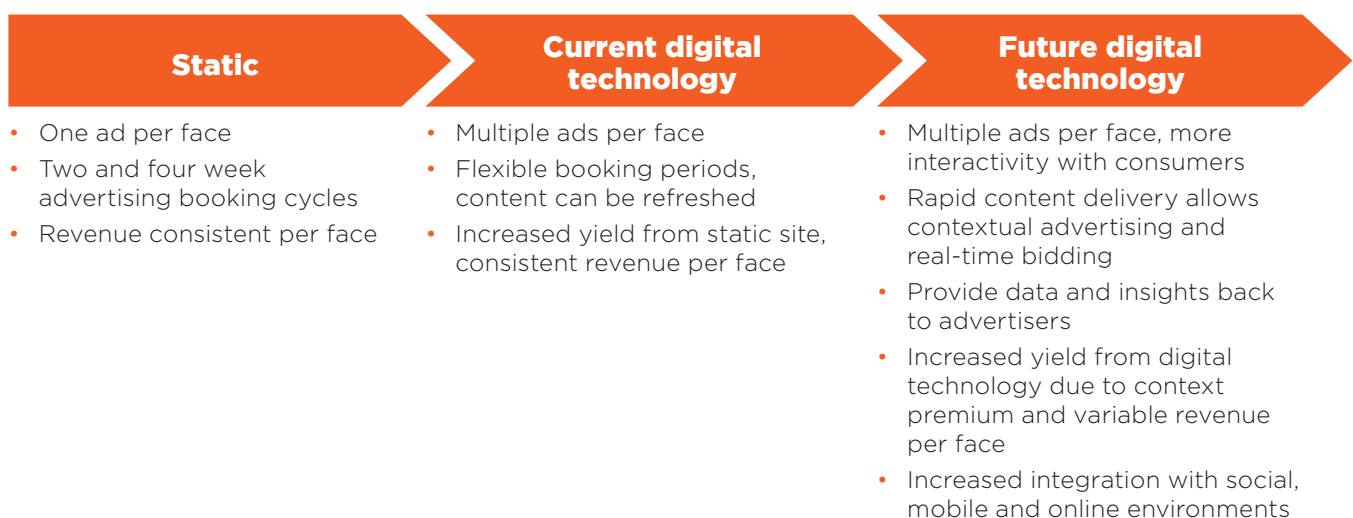 Static
• One ad per face
• Two and four week
advertising booking cycles
• Revenue consistent per face
Current digital
technology
• Multiple ads per face
• Flexible booking periods,
content can be refreshed
• Increased yield from static site,
consistent revenue per face
Future digital
technology
• Multiple ads per face, more
interactivity with consumers
• Rapid content delivery allows
contextual advertising and
real-time bidding
• Provide data and insights back
to advertisers
• Increased yield from digital
technology due to context
premium and variable revenue
per face
• Increased integration with social,
mobile and online environments